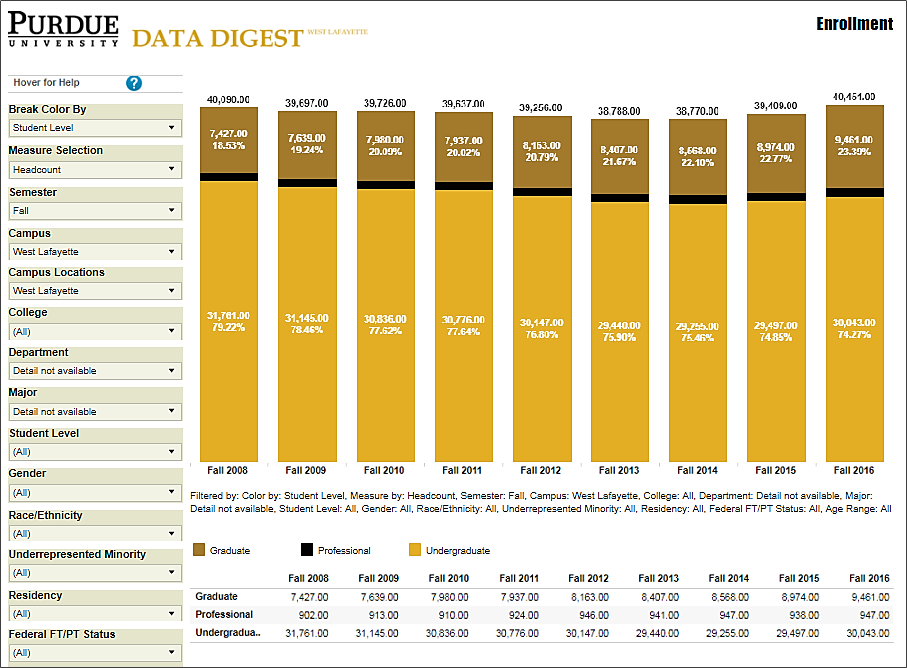 PURDUE
UNIVERSITY
DATA DIGEST WEST LAFAYETTE
Enrollment
Hover for Help ?
Break Color By
Student Level
Measure Selection
Headcount
Semester
Fall
Campus
West Lafayette
Campus Locations
West Lafayette
College
(All)
Department
Detail not available
Major
Detail not available
Student Level
(All)
Gender
(All)
Race/Ethnicity
(All)
Underrepresented Minority
(All)
Residency
(All)
Federal FT/PT Status
(All)
40,090.00 39,697.00 39,726.00 39,637.00 39,256.00 38,788.00 38,770.00 39,409.00 40,451.00
7,427.00 7,639.00 7,980.00 7,937.00 8,163.00 8,407.00 8,568.00 8,974.00 9,461.00
18.53% 19.24% 20.09% 20.02% 20.79% 21.67% 22.10% 22.77% 23.39%
31,761.00 31,145.00 30,836.00 30,776.00 30,147.00 29,440.00 29,255.00 29,497.00 30,043.00
79.22% 78.46% 77.62% 77.64% 76.80% 75.90% 75.46% 74.85% 74.27%
Fall 2008 Fall 2009 Fall 2010 Fall 2011 Fall 2012 Fall 2013 Fall 2014 Fall 2015 Fall 2016
Filtered by: Color by: Student Level, Measure by: Headcount, Semester: Fall, Campus: West Lafayette, College: All, Department: Detail not available, Major:
Detail not available, Student Level: All, Gender: All, Race/Ethnicity: All, Underrepresented Minority: All, Residency: All, Federal FT/PT Status: All, Age Range: All
Graduate Professional Undergraduate
Fall 2008 Fall 2009 Fall 2010 Fall 2011 Fall 2012 Fall 2013 Fall 2014 Fall 2015 Fall 2016
Graduate 7,427.00 7,639.00 7,980.00 7,937.00 8,163.00 8,407.00 8,568.00 8,974.00 9,461.00
Professional 902.00 913.00 910.00 924.00 946.00 941.00 947.00 938.00 947.00
Undergradua.. 31,761.00 31,145.00 30,836.00 30,776.00 30,147.00 29,440.00 29,255.00 29,497.00 30,043.00